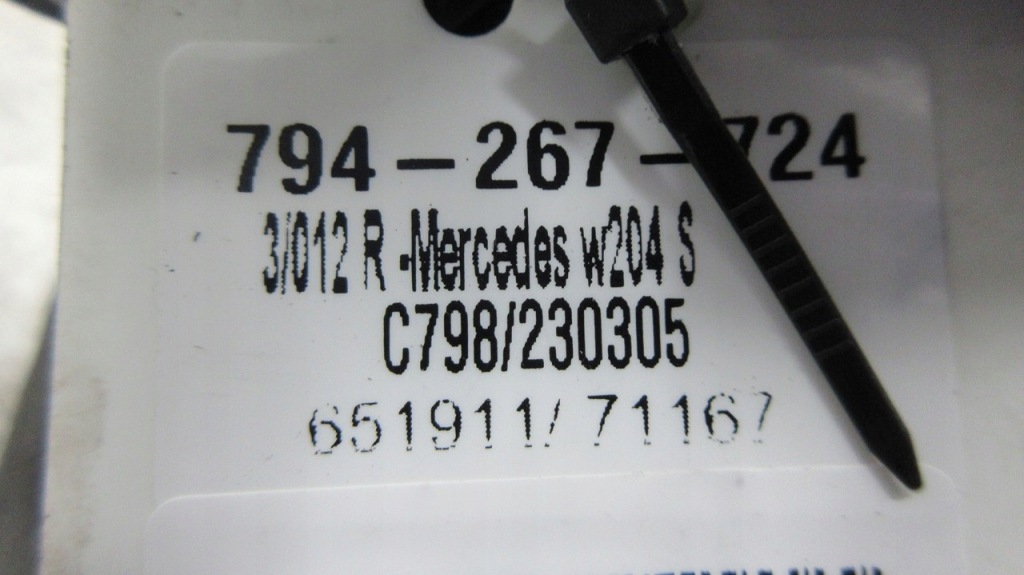 794-267-724
3/012 R -Mercedes w204 S
C798/230305
651911/71167